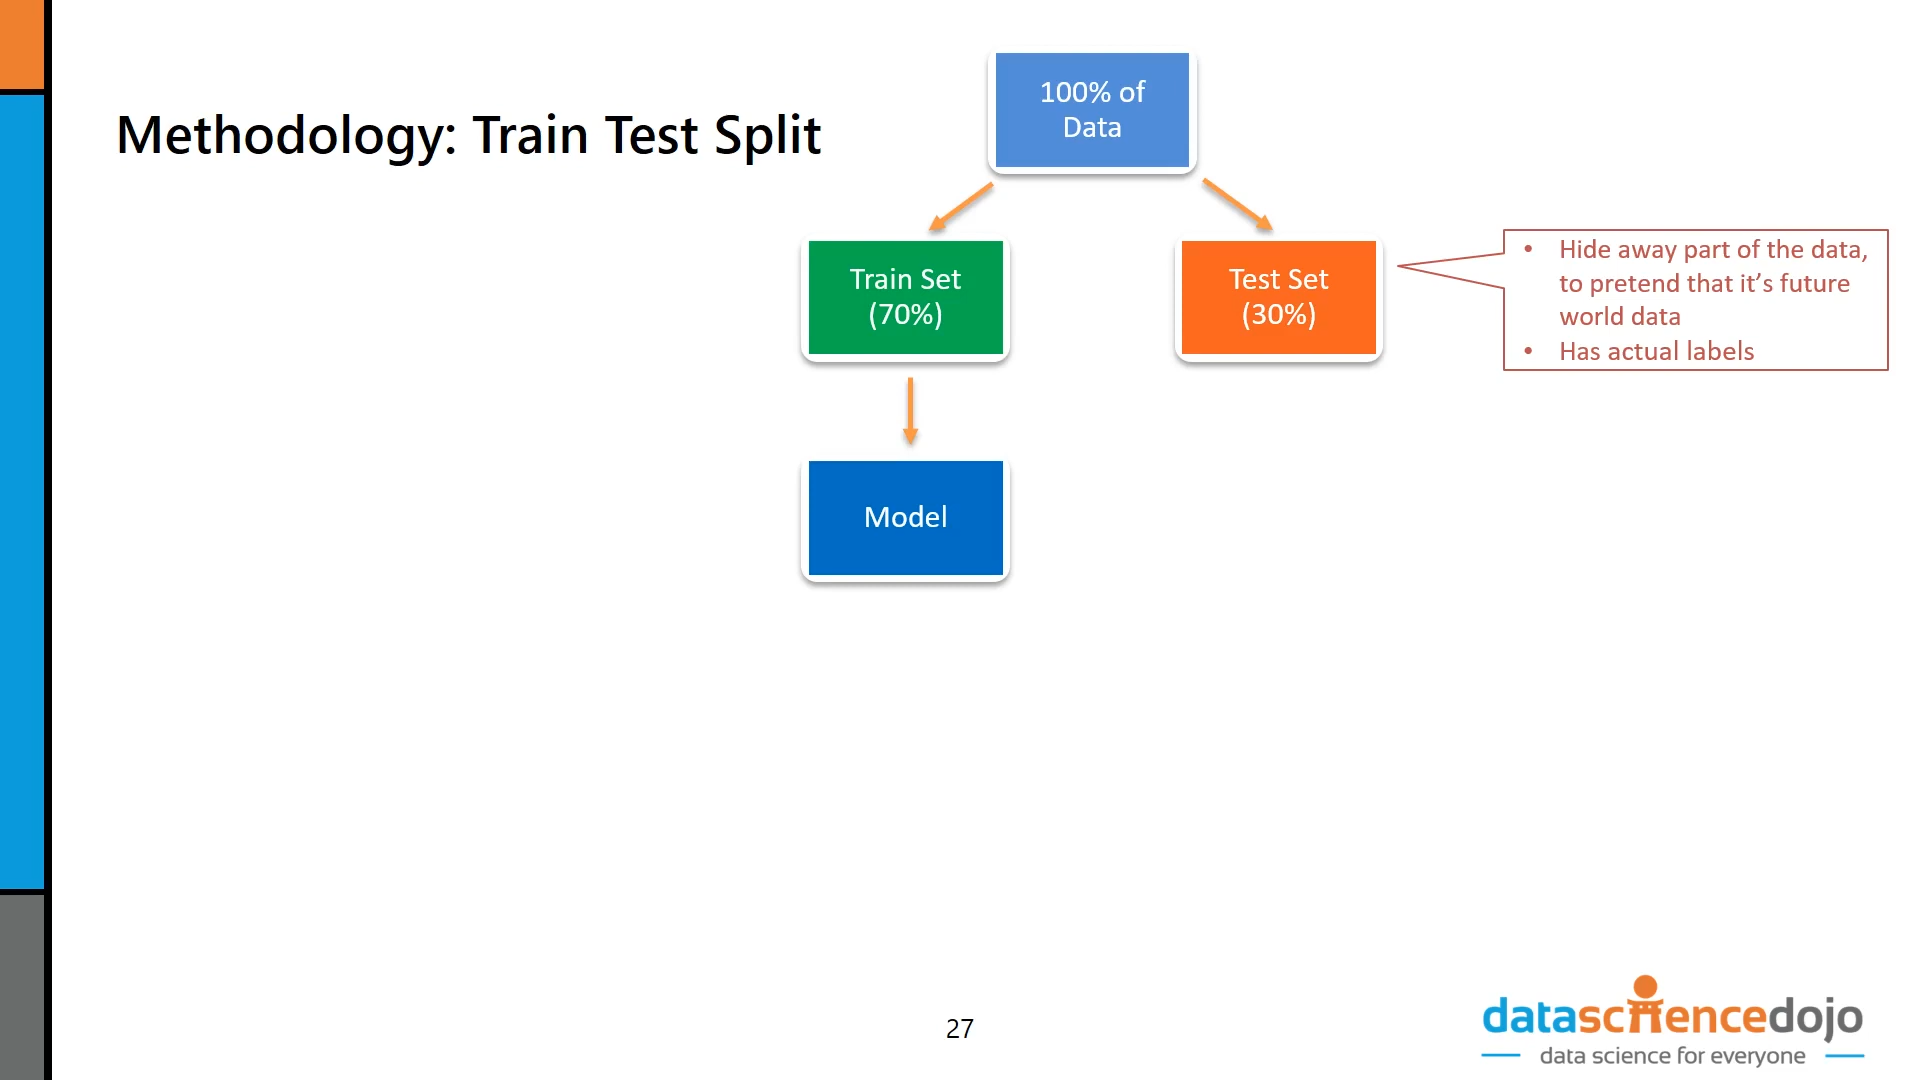 Methodology: Train Test Split
100% of
Data
Train Set
(70%)
Test Set
(30%)
• Hide away part of the data,
to pretend that it’s future
world data
• Has actual labels
Model
27
datasciencedojo
data science for everyone